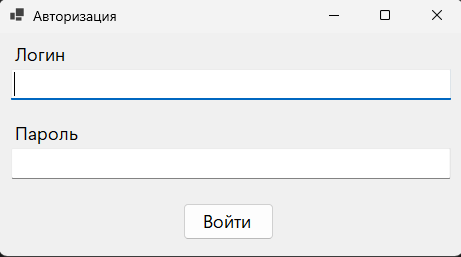 Авторизация
Логин
Пароль
Войти